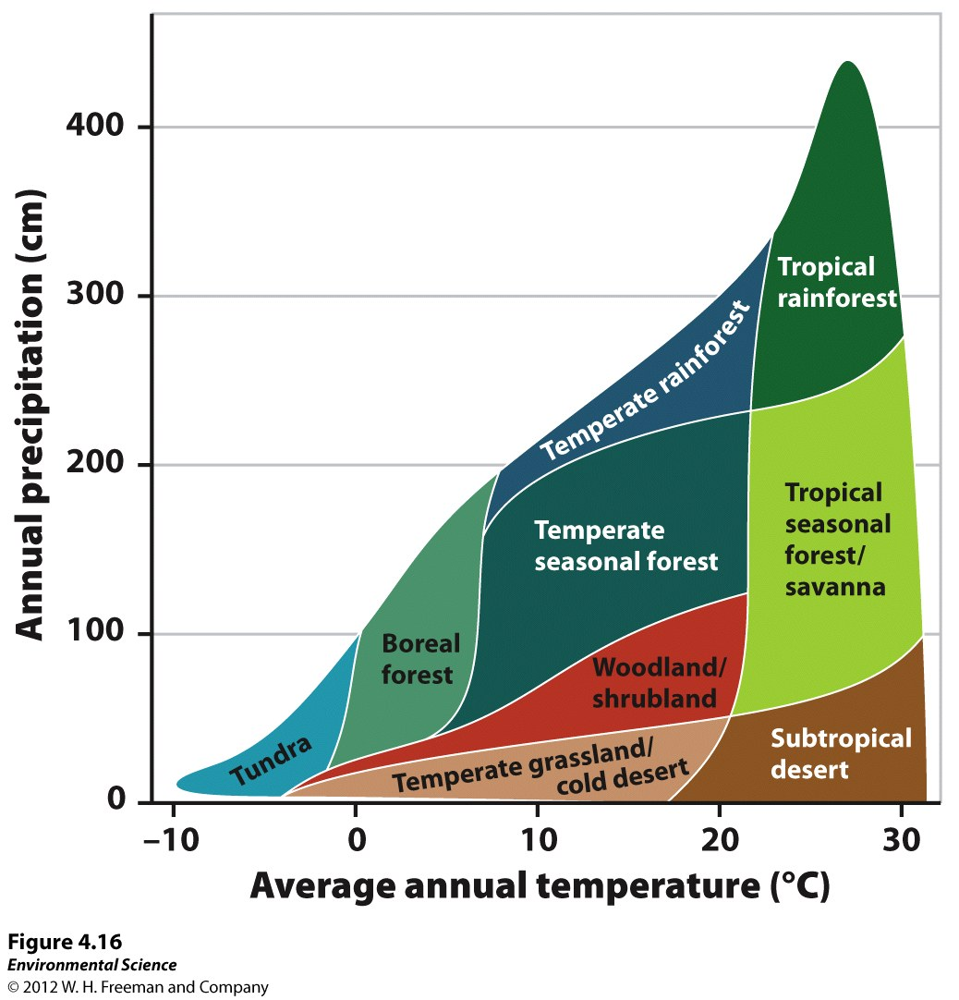 400
300
200
100
0
Annual precipitation (cm)
Tropical
rainforest
Temperate rainforest
Tropical
seasonal
forest/
savanna
Temperate
seasonal forest
Boreal
forest
Woodland/
shrubland
Tundra
Temperate grassland/
cold desert
Subtropical
desert
–10 0 10 20 30
Average annual temperature (°C)
Figure 4.16
Environmental Science
© 2012 W. H. Freeman and Company